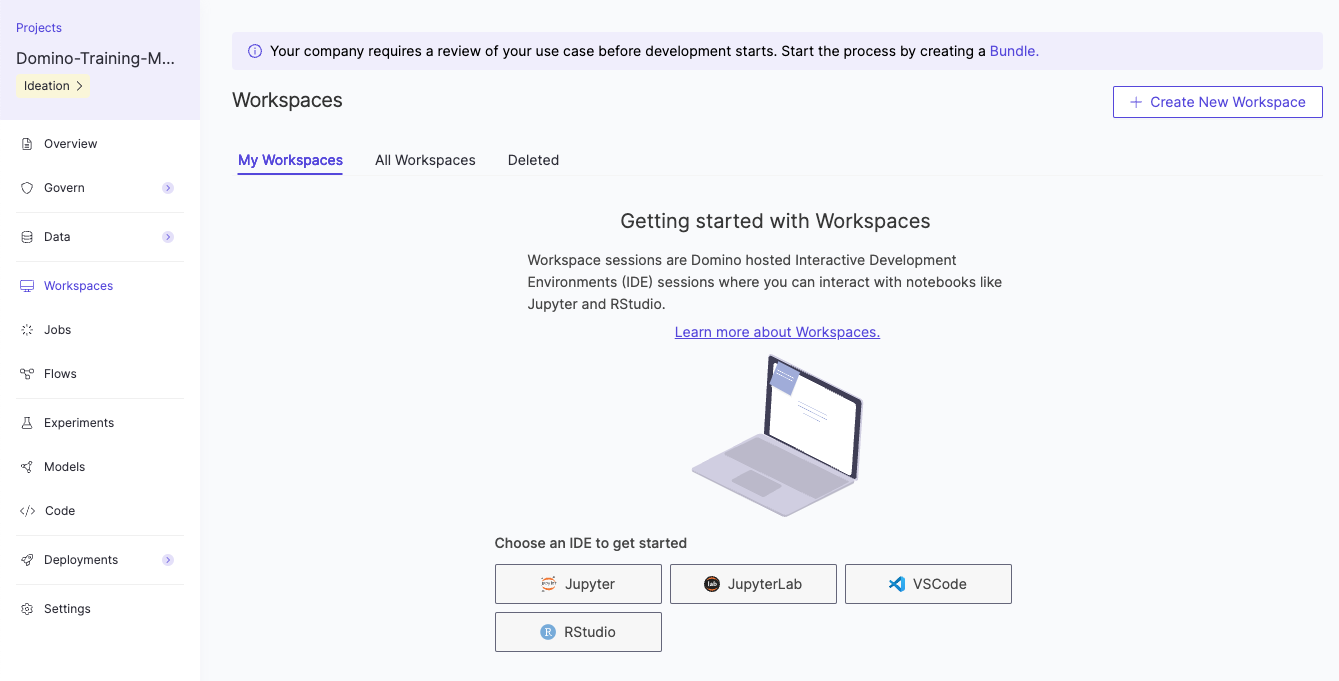 Projects
Domino-Training-M...
Ideation
Overview
Govern
Data
Workspaces
Jobs
Flows
Experiments
Models
Code
Deployments
Settings
Your company requires a review of your use case before development starts. Start the process by creating a Bundle.
Workspaces
Create New Workspace
My Workspaces All Workspaces Deleted
Getting started with Workspaces
Workspace sessions are Domino hosted Interactive Development
Environments (IDE) sessions where you can interact with notebooks like
Jupyter and RStudio.
Learn more about Workspaces.
Choose an IDE to get started
Jupyter
lab JupyterLab
VSCode
R RStudio